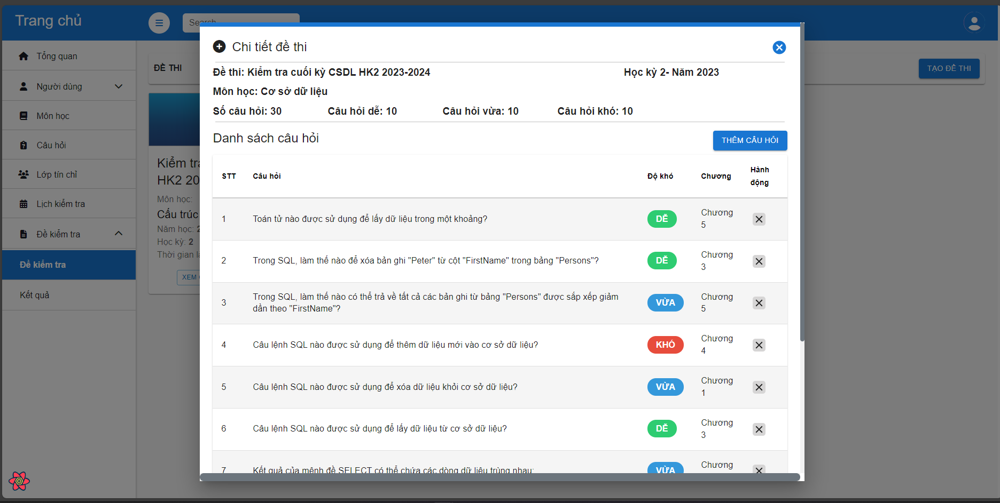 Trang chủ
Search
Tổng quan
Người dùng
Môn học
Câu hỏi
Lớp tín chỉ
Lịch kiểm tra
Đề kiểm tra
Đề kiểm tra
Kết quả
ĐỀ THI
TẠO ĐỀ THI
Kiểm tra
HK2 20
Môn học:
Cấu trúc
Năm học: 2
Học kỳ: 2
Thời gian
XEM
Chi tiết đề thi
Đề thi: Kiểm tra cuối kỳ CSDL HK2 2023-2024
Học kỳ 2- Năm 2023
Môn học: Cơ sở dữ liệu
Số câu hỏi: 30
Câu hỏi dễ: 10
Câu hỏi vừa: 10
Câu hỏi khó: 10
Danh sách câu hỏi
THÊM CÂU HỎI
STT
Câu hỏi
Độ khó
Chương
Hành
động
1
Toán tử nào được sử dụng để lấy dữ liệu trong một khoảng?
DỄ
Chương
5
2
Trong SQL, làm thế nào để xóa bản ghi "Peter" từ cột "FirstName" trong bảng "Persons"?
DỄ
Chương
3
3
Trong SQL, làm thế nào có thể trả về tất cả các bản ghi từ bảng "Persons" được sắp xếp giảm
dần theo "FirstName"?
VỪA
Chương
5
4
Câu lệnh SQL nào được sử dụng để thêm dữ liệu mới vào cơ sở dữ liệu?
KHÓ
Chương
4
5
Câu lệnh SQL nào được sử dụng để xóa dữ liệu khỏi cơ sở dữ liệu?
VỪA
Chương
1
6
Câu lệnh SQL nào được sử dụng để lấy dữ liệu từ cơ sở dữ liệu?
DỄ
Chương
3
7
Kết quả của mệnh đề SELECT có thể chứa các dòng dữ liệu trùng nhau:
VỪA
Chương